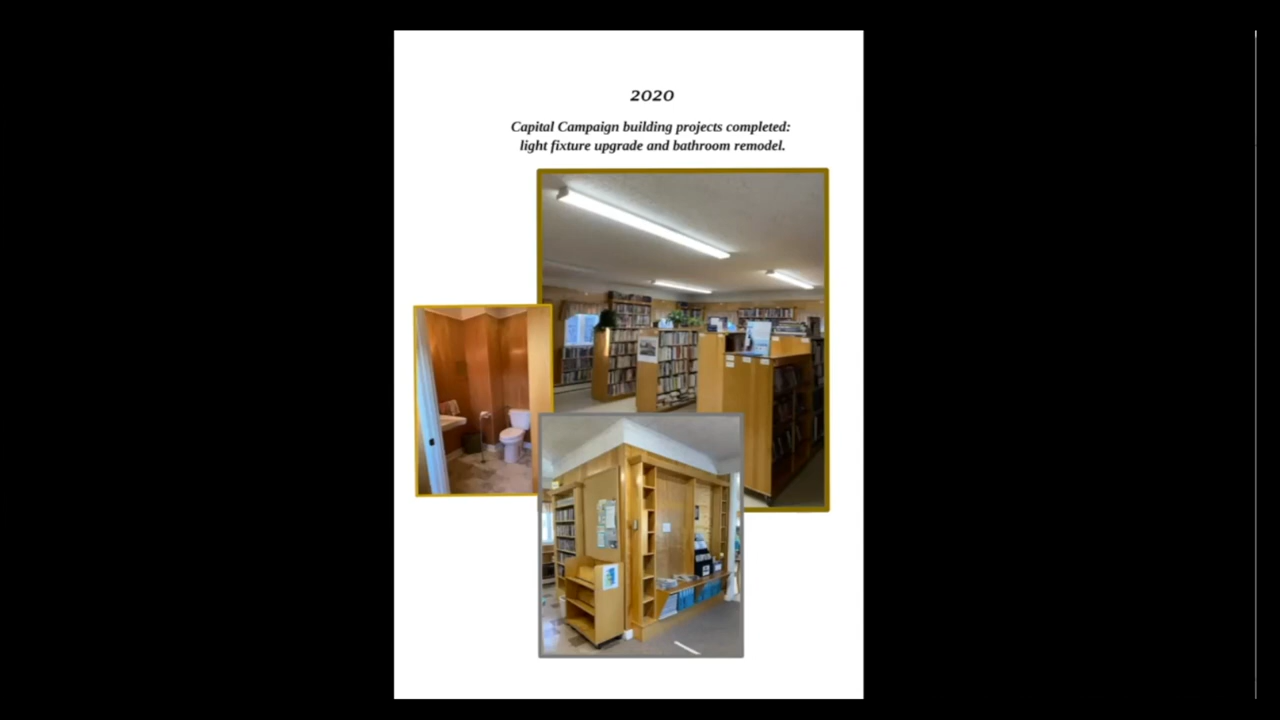 2020
Capital Campaign building projects completed:
light fixture upgrade and bathroom remodel.